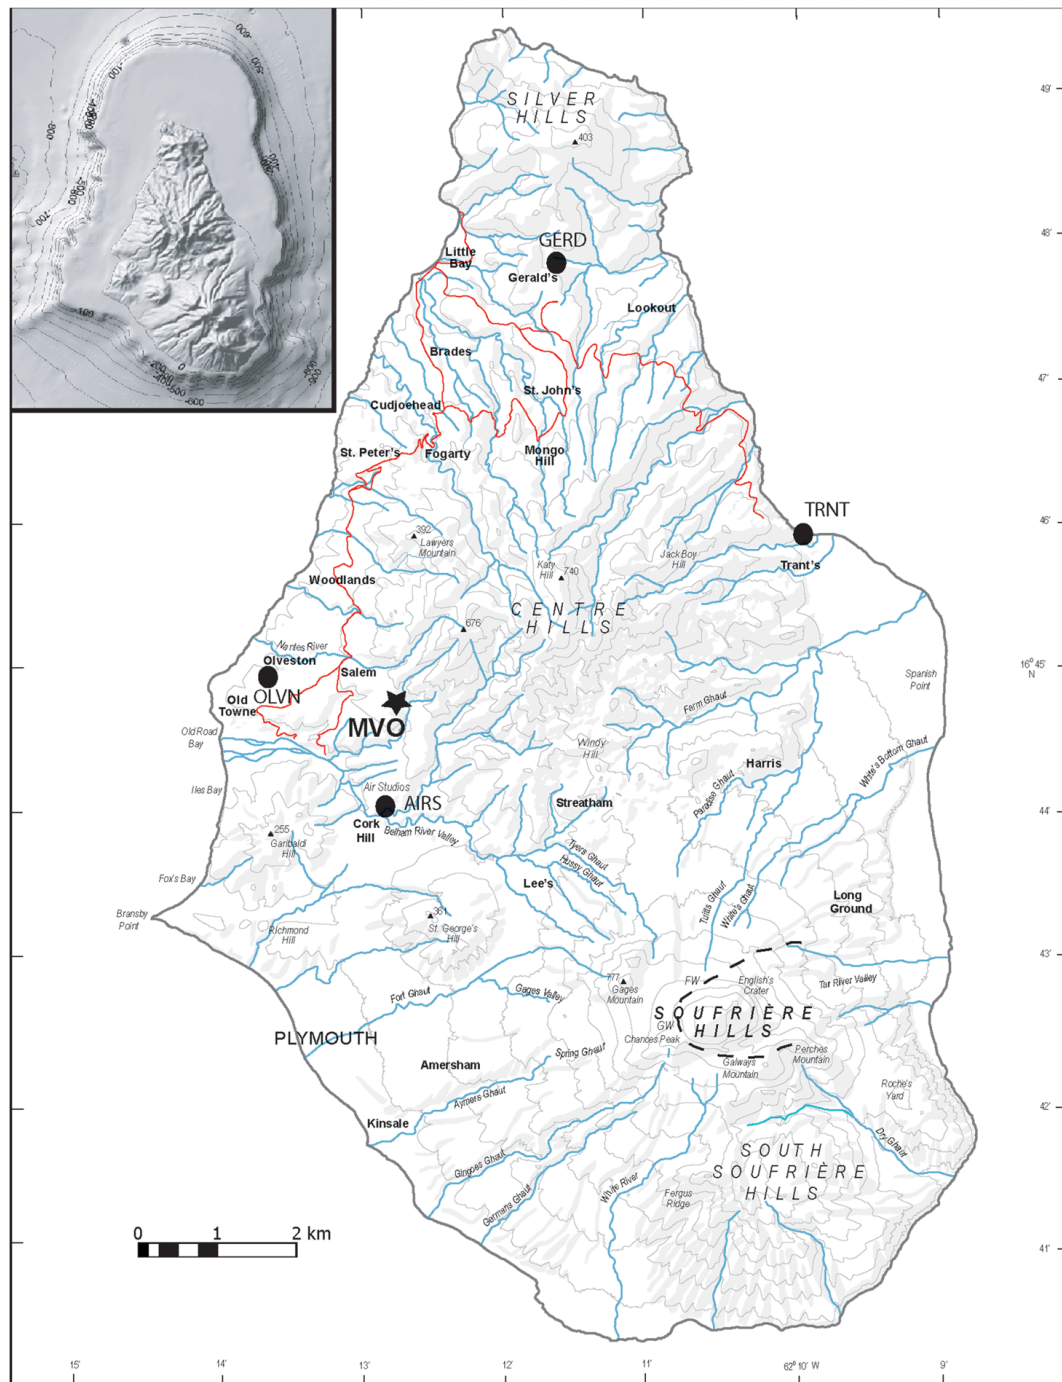 SILVER
HILLS
403
49'
48'
GERD
Little
Bay
Gerald's
Lookout
Brades
47'
St. John's
Cudjoehead
St. Peter's
Fogarty
Mongo
Hill
46'
TRNT
392
Lawyers
Mountain
Jack Boy
Hill
Trant's
Katy
Hill
740
Woodlands
CENTRE
HILLS
676
Nantes River
Olveston
Salem
16° 45'
N
Spanish
Point
OLVN
Old
Towne
MVO
Farm Ghaut
Old Road
Bay
Windy
Hill
White's Bottom Ghaut
Harris
Iles Bay
Air Studios
AIRS
Paradise Ghaut
Streatham
44'
Cork
Hill
Belham River Valley
255
Garibaldi
Hill
Tyers Ghaut
Hussy Ghaut
Fox's Bay
Lee's
Tuitts Ghaut
White's Ghaut
Long
Ground
Bransby
Point
361
St. George's
Hill
Richmond
Hill
43'
777
Gages
Mountain
FW
English's
Crater
Tar River Valley
Fort Ghaut
Gages Valley
SOUFRIÈRE
HILLS
GW
Chances Peak
PLYMOUTH
Spring Ghaut
Galways
Mountain
Perches
Mountain
Amersham
Roche's
Yard
Aymers Ghaut
42'
Kinsale
Dry Ghaut
Gingoes Ghaut
SOUTH
SOUFRIÈRE
HILLS
Germans Ghaut
White River
Fergus
Ridge
0 1 2 km
41'
15' 14' 13' 12' 11' 62° 10' W 9'
-100
-600
-500
-800
-700
-100
0
-600